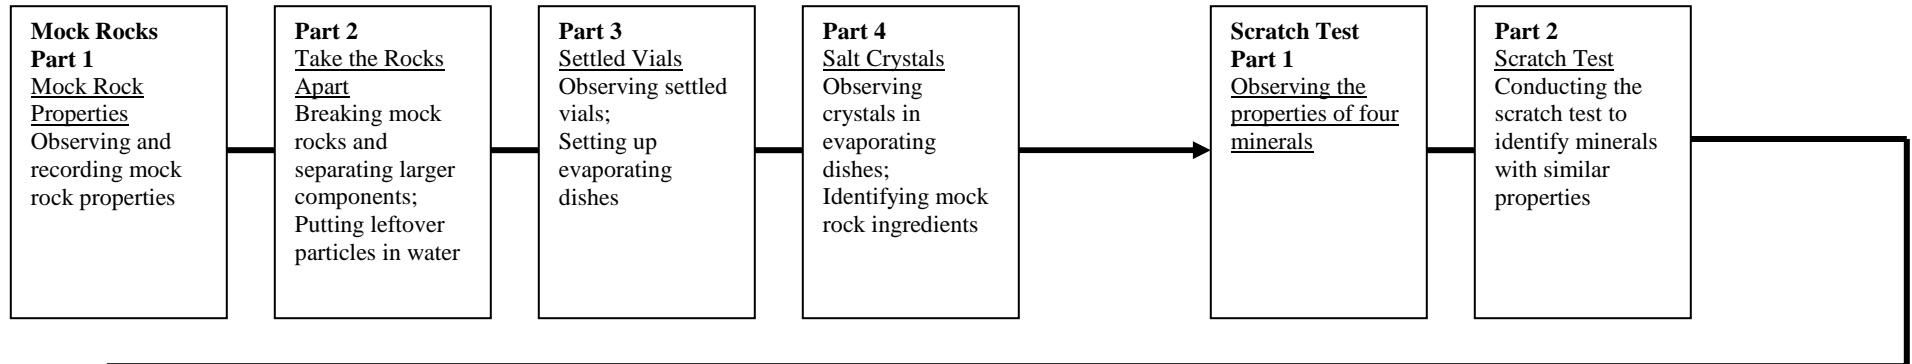 Mock Rocks
Part 1
Mock Rock
Properties
Observing and
recording mock
rock properties
Part 2
Take the Rocks
Apart
Breaking mock
rocks and
separating larger
components;
Putting leftover
particles in water
Part 3
Settled Vials
Observing settled
vials;
Setting up
evaporating
dishes
Part 4
Salt Crystals
Observing
crystals in
evaporating
dishes;
Identifying mock
rock ingredients
Scratch Test
Part 1
Observing the
properties of four
minerals
Part 2
Scratch Test
Conducting the
scratch test to
identify minerals
with similar
properties